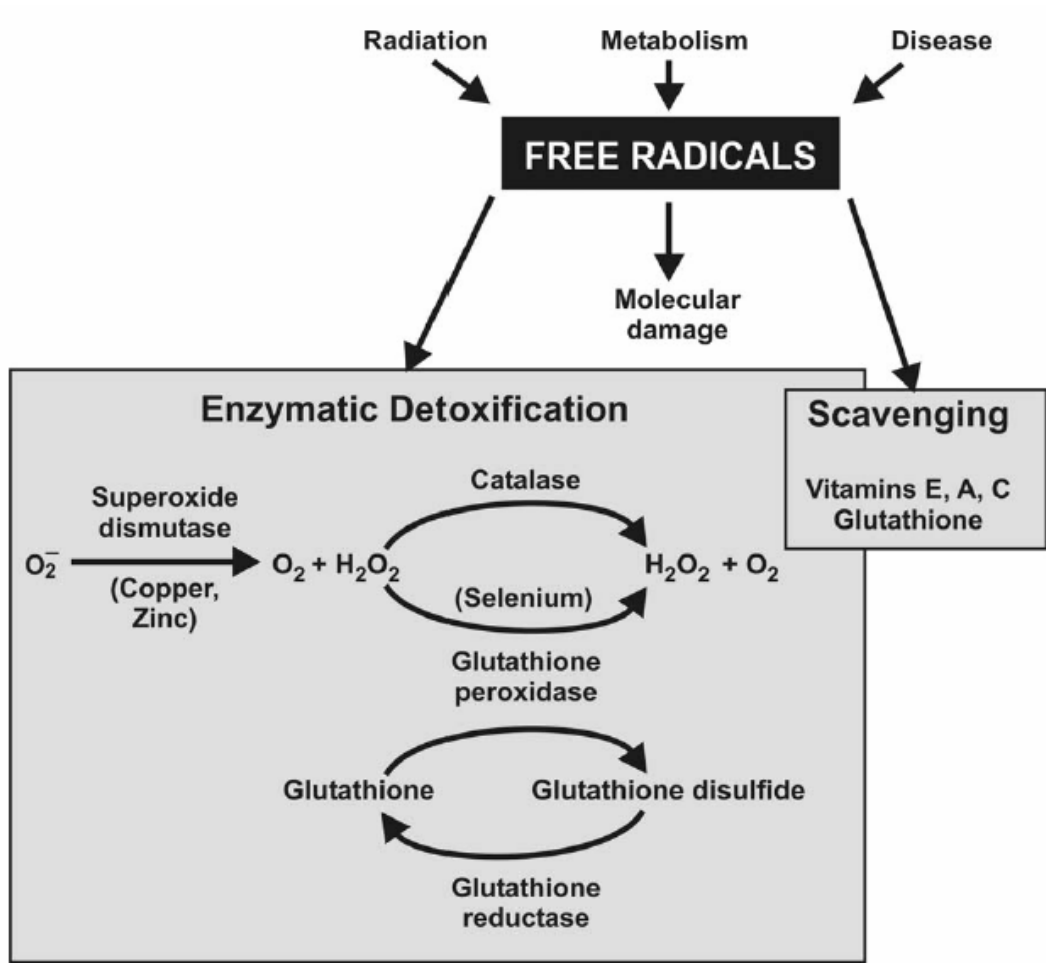 Radiation
Metabolism
Disease
FREE RADICALS
Molecular
damage
Enzymatic Detoxification
Scavenging
Vitamins E, A, C
Glutathione
Superoxide
dismutase
(Copper,
Zinc)
O₂⁻
O₂ + H₂O₂
Catalase
(Selenium)
Glutathione
peroxidase
H₂O₂ + O₂
Glutathione
Glutathione disulfide
Glutathione
reductase